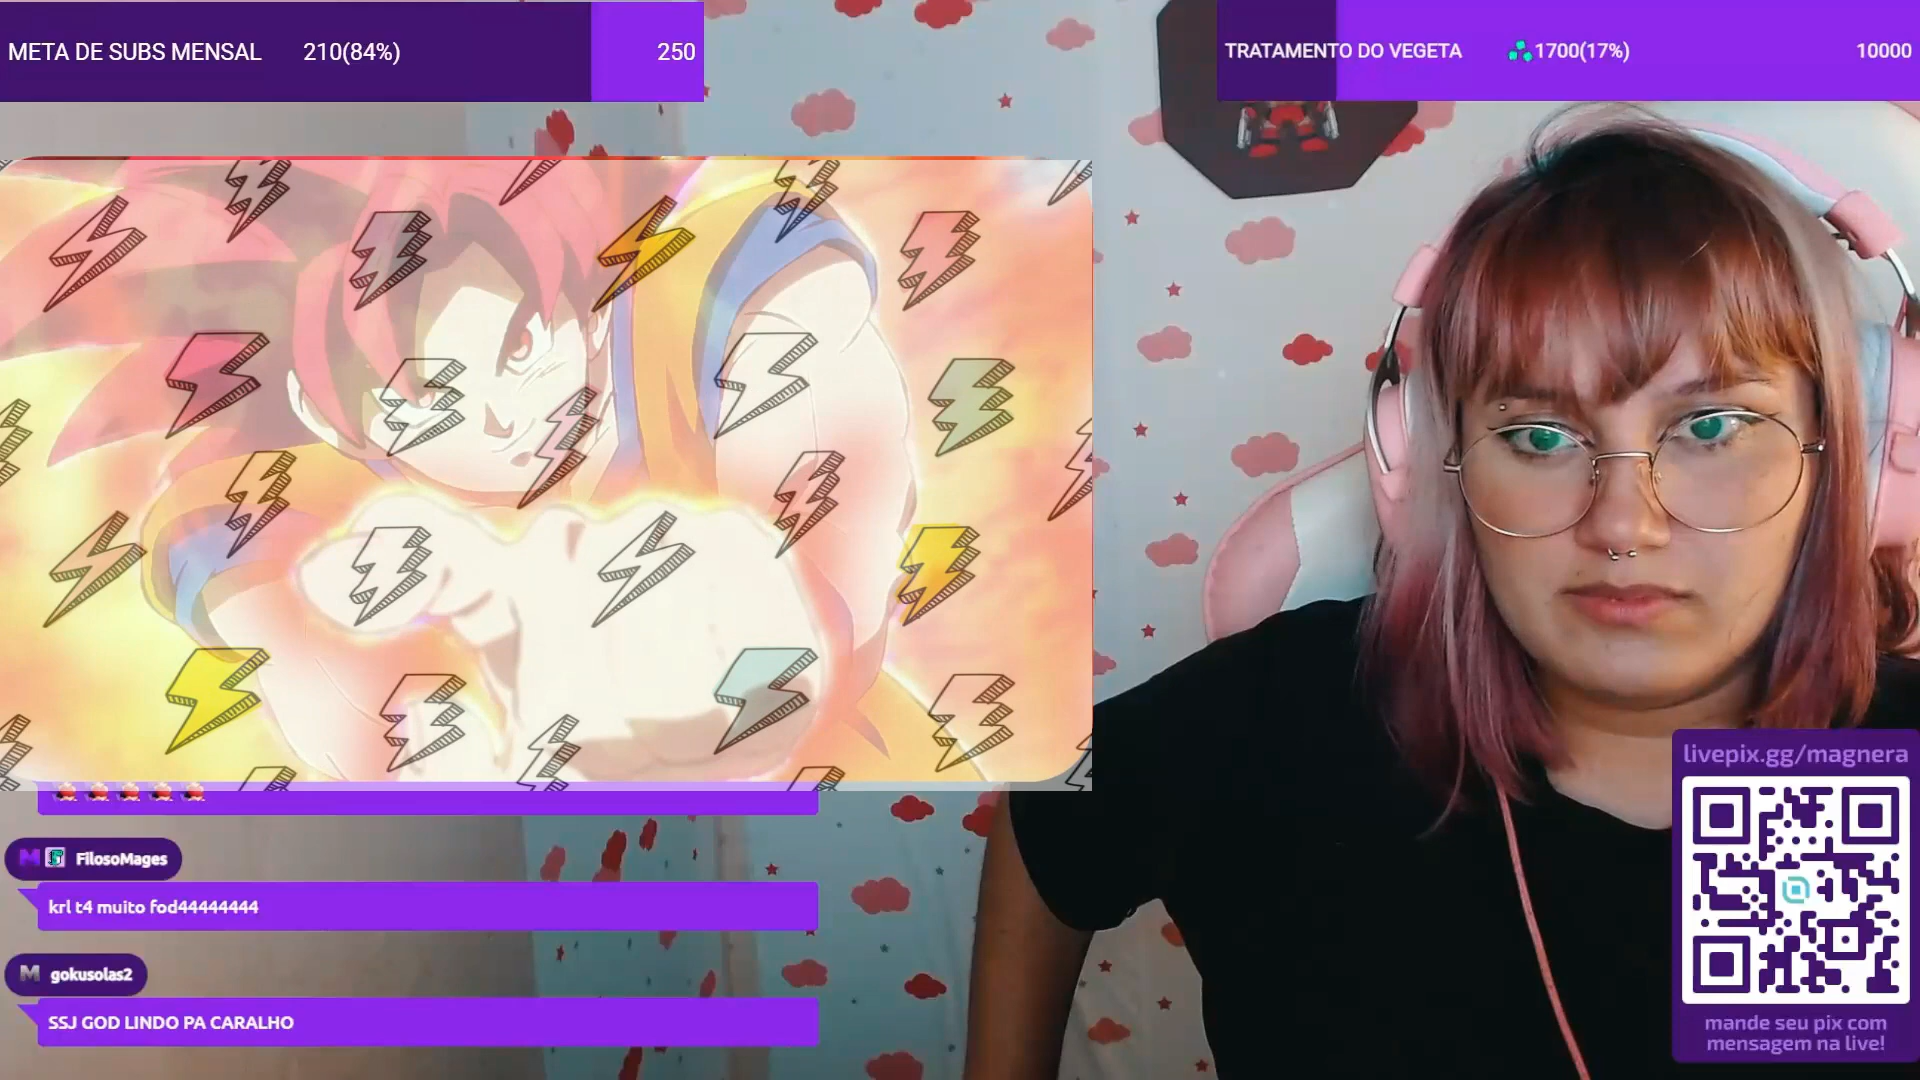 META DE SUBS MENSAL 210(84%) 250
TRATAMENTO DO VEGETA 1700(17%) 10000
FilosoMages
krl t4 muito fod44444444
gokusolas2
SSJ GOD LINDO PA CARALHO
livepix.gg/magnera
mande seu pix com
mensagem na live!